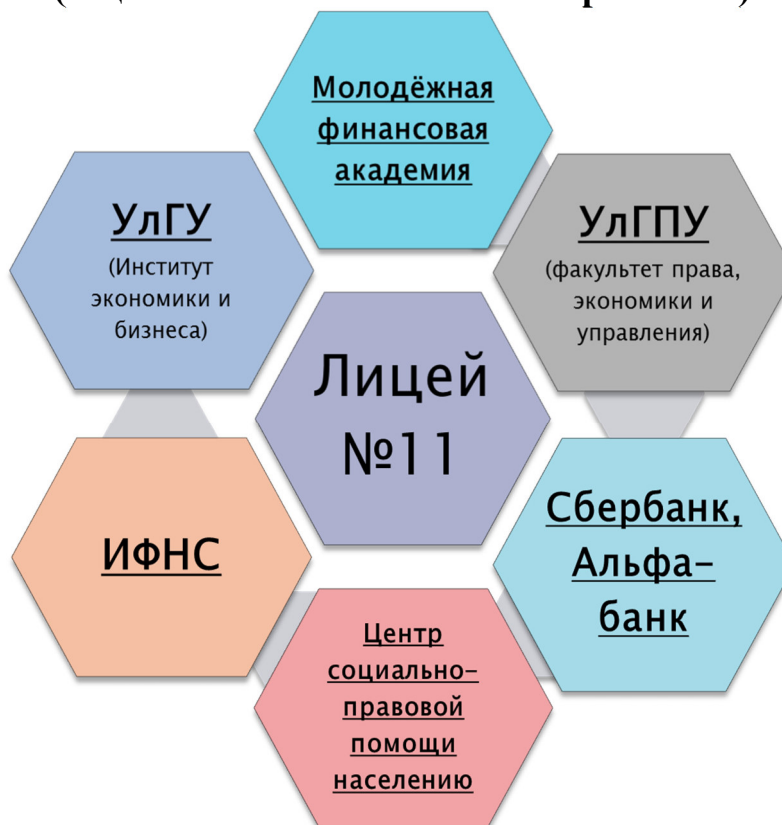 Молодёжная
финансовая
академия
УлГУ
(Институт
экономики и
бизнеса)
УлГПУ
(факультет права,
экономики и
управления)
Лицей
№11
ИФНС
Сбербанк,
Альфа-
банк
Центр
социально-
правовой
помощи
населению